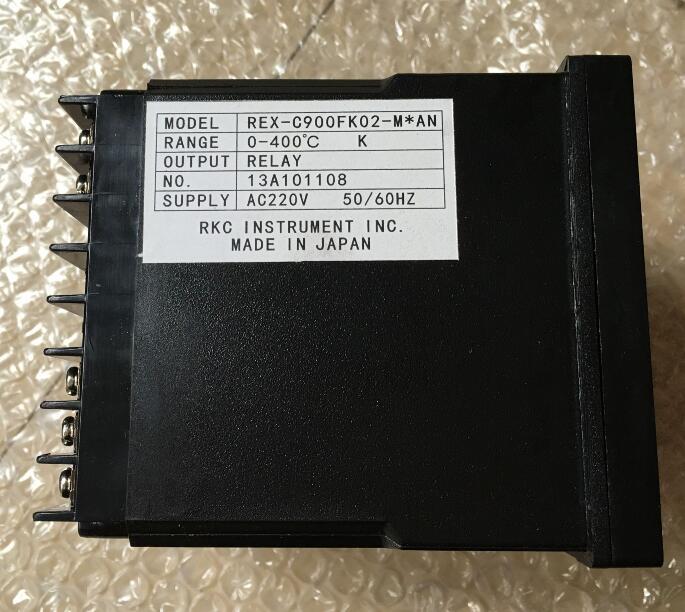 MODEL REX-C900FK02-M*AN
RANGE 0-400℃ K
OUTPUT RELAY
NO. 13A101108
SUPPLY AC220V 50/60HZ
RKC INSTRUMENT INC.
MADE IN JAPAN